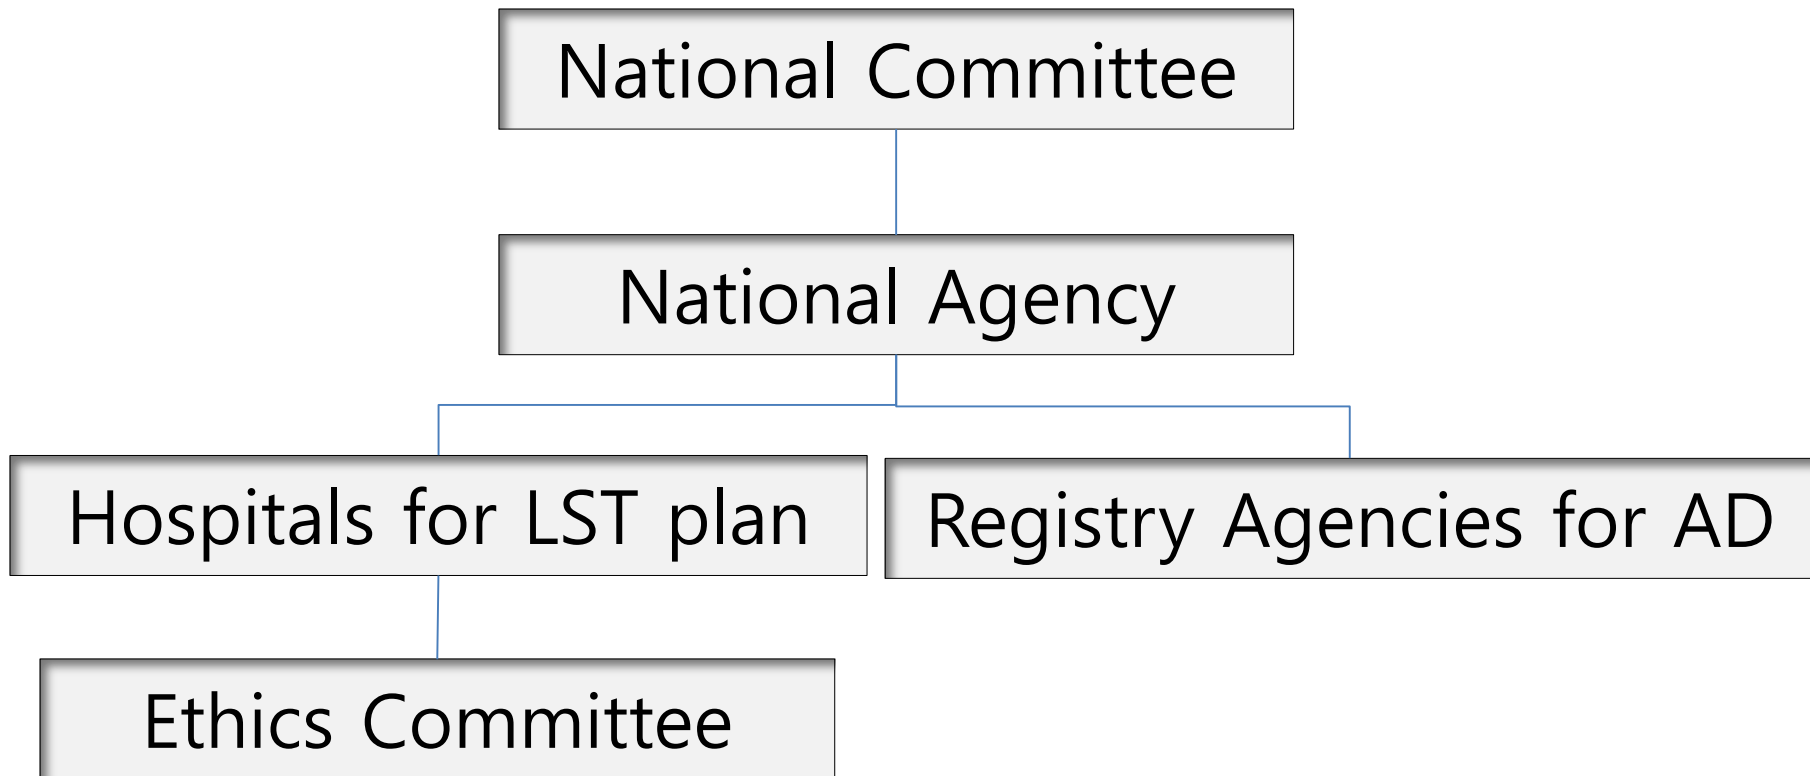 National Committee
National Agency
Hospitals for LST plan
Registry Agencies for AD
Ethics Committee